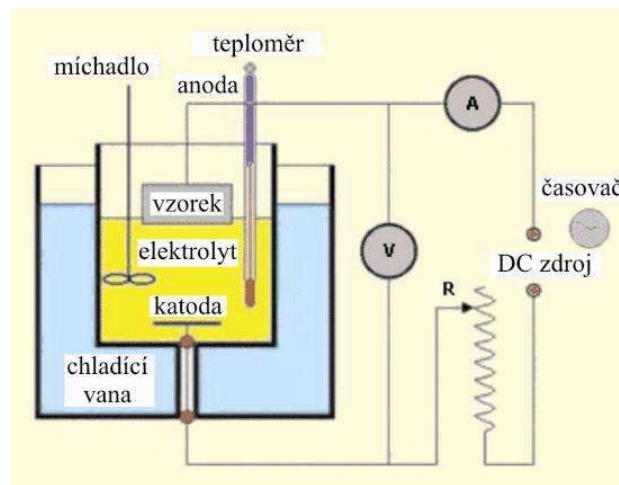 teploměr
míchadlo
anoda
A
časovač
vzorek
elektrolyt
V
DC zdroj
R
katoda
chladící
vana